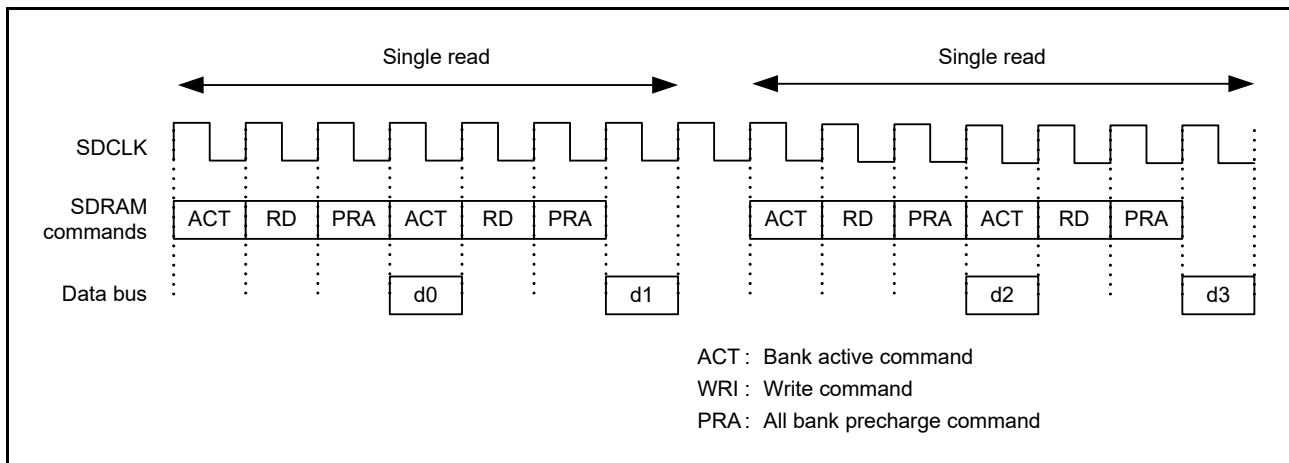 Single read Single read
SDCLK
SDRAM
commands
ACT RD PRA ACT RD PRA ACT RD PRA ACT RD PRA
Data bus d0 d1 d2 d3
ACT : Bank active command
WRI : Write command
PRA : All bank precharge command